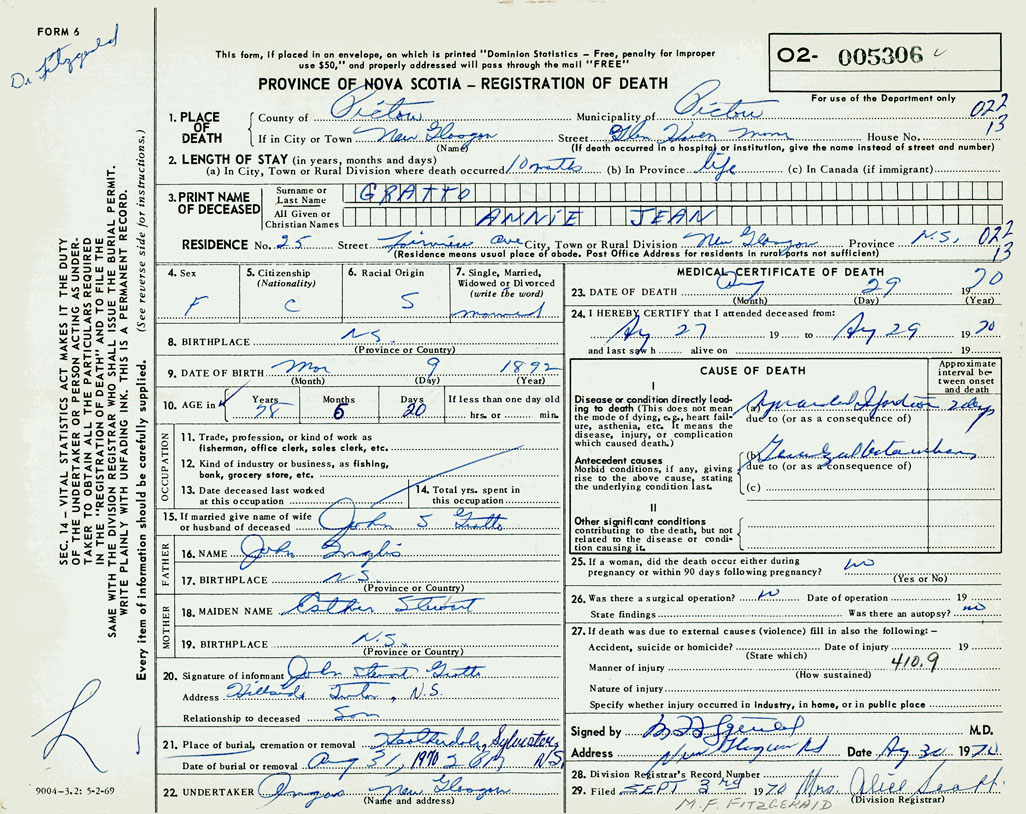 FORM 6
Dr Fitzgerald
This form, if placed in an envelope, on which is printed "Dominion Statistics – Free, penalty for improper
use $50," and properly addressed will pass through the mail "FREE"
PROVINCE OF NOVA SCOTIA – REGISTRATION OF DEATH
O2- 005306
For use of the Department only
022
13
1. PLACE OF DEATH
County of Pictou Municipality of Pictou
If in City or Town New Glasgow Street Glen Haven Manor House No.
(Name) (If death occurred in a hospital or institution, give the name instead of street and number)
2. LENGTH OF STAY (in years, months and days)
(a) In City, Town or Rural Division where death occurred 10 (b) In Province life (c) In Canada (if immigrant)
3. PRINT NAME OF DECEASED
Surname or Last Name GRATTO
All Given or Christian Names ANNIE JEAN
RESIDENCE No. 25 Street Fairview Ave City, Town or Rural Division New Glasgow Province N.S. 022
13
(Residence means usual place of abode. Post Office Address for residents in rural parts not sufficient)
4. Sex F
5. Citizenship (Nationality) C
6. Racial Origin S
7. Single, Married, Widowed or Divorced (write the word) married
8. BIRTHPLACE N.S.
(Province or Country)
9. DATE OF BIRTH Mar 9 1892
(Month) (Day) (Year)
10. AGE in Years 78 Months 5 Days 20 If less than one day old hrs. or min.
OCCUPATION
11. Trade, profession, or kind of work as
fisherman, office clerk, sales clerk, etc.
12. Kind of industry or business, as fishing,
bank, grocery store, etc.
13. Date deceased last worked
at this occupation
14. Total yrs. spent in
this occupation
15. If married give name of wife
or husband of deceased John S Gratto
FATHER
16. NAME John Inglis
17. BIRTHPLACE N.S.
(Province or Country)
MOTHER
18. MAIDEN NAME Esther Stewart
19. BIRTHPLACE N.S.
(Province or Country)
20. Signature of informant John Stewart Gratto
Address Hillside, N.S.
Relationship to deceased Son
21. Place of burial, cremation or removal Heatherdale, Sylvester, N.S.
Date of burial or removal Aug 31, 1970 2 PM
22. UNDERTAKER Angus New Glasgow
(Name and address)
MEDICAL CERTIFICATE OF DEATH
23. DATE OF DEATH Aug 29 1970
(Month) (Day) (Year)
24. I HEREBY CERTIFY that I attended deceased from:
Aug 27 19 to Aug 29 1970
and last saw h alive on 19
CAUSE OF DEATH
Approximate interval between onset and death
I
Disease or condition directly leading to death (This does not
mean the mode of dying, e.g., heart failure, asthenia, etc. It means the
disease, injury, or complication
which caused death.)
(a) Myocardial Infarction 2 days
due to (or as a consequence of)
Antecedent causes
Morbid conditions, if any, giving
rise to the above cause, stating
the underlying condition last.
(b)
due to (or as a consequence of)
(c)
II
Other significant conditions
contributing to the death, but not
related to the disease or condition causing it.
25. If a woman, did the death occur either during
pregnancy or within 90 days following pregnancy? no
(Yes or No)
26. Was there a surgical operation? no Date of operation 19
State findings Was there an autopsy? no
27. If death was due to external causes (violence) fill in also the following: –
Accident, suicide or homicide? Date of injury 19
(State which)
410.9
Manner of injury
(How sustained)
Nature of injury
Specify whether injury occurred in industry, in home, or in public place
Signed by M.D.
Address New Glasgow NS Date Aug 30 1970
28. Division Registrar's Record Number
29. Filed SEPT 3rd 1970 Mrs. Alice Scott
(Division Registrar)
M.F. FITZGERALD
SEC. 14 – VITAL STATISTICS ACT MAKES IT THE DUTY
OF THE UNDERTAKER OR PERSON ACTING AS UNDER-
TAKER TO OBTAIN ALL THE PARTICULARS REQUIRED
IN THE "REGISTRATION OF DEATH" AND TO FILE THE
SAME WITH THE DIVISION REGISTRAR WHO SHALL ISSUE THE BURIAL PERMIT.
WRITE PLAINLY WITH UNFADING INK. THIS IS A PERMANENT RECORD.
Every item of information should be carefully supplied. (See reverse side for instructions.)
9004-3.2: 5-2-69